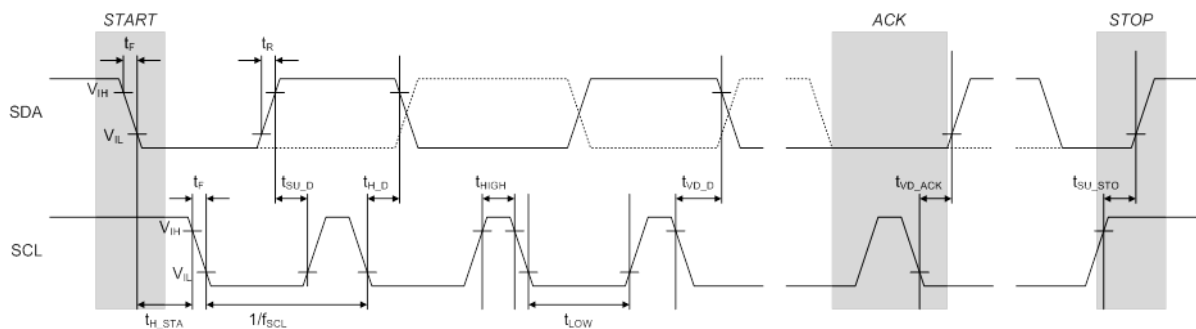 START ACK STOP
tF tR
VIH
SDA
VIL
tF tSU_D tH_D tHIGH tVD_D tVD_ACK tSU_STO
VIH
SCL
VIL
tH_STA 1/fSCL tLOW